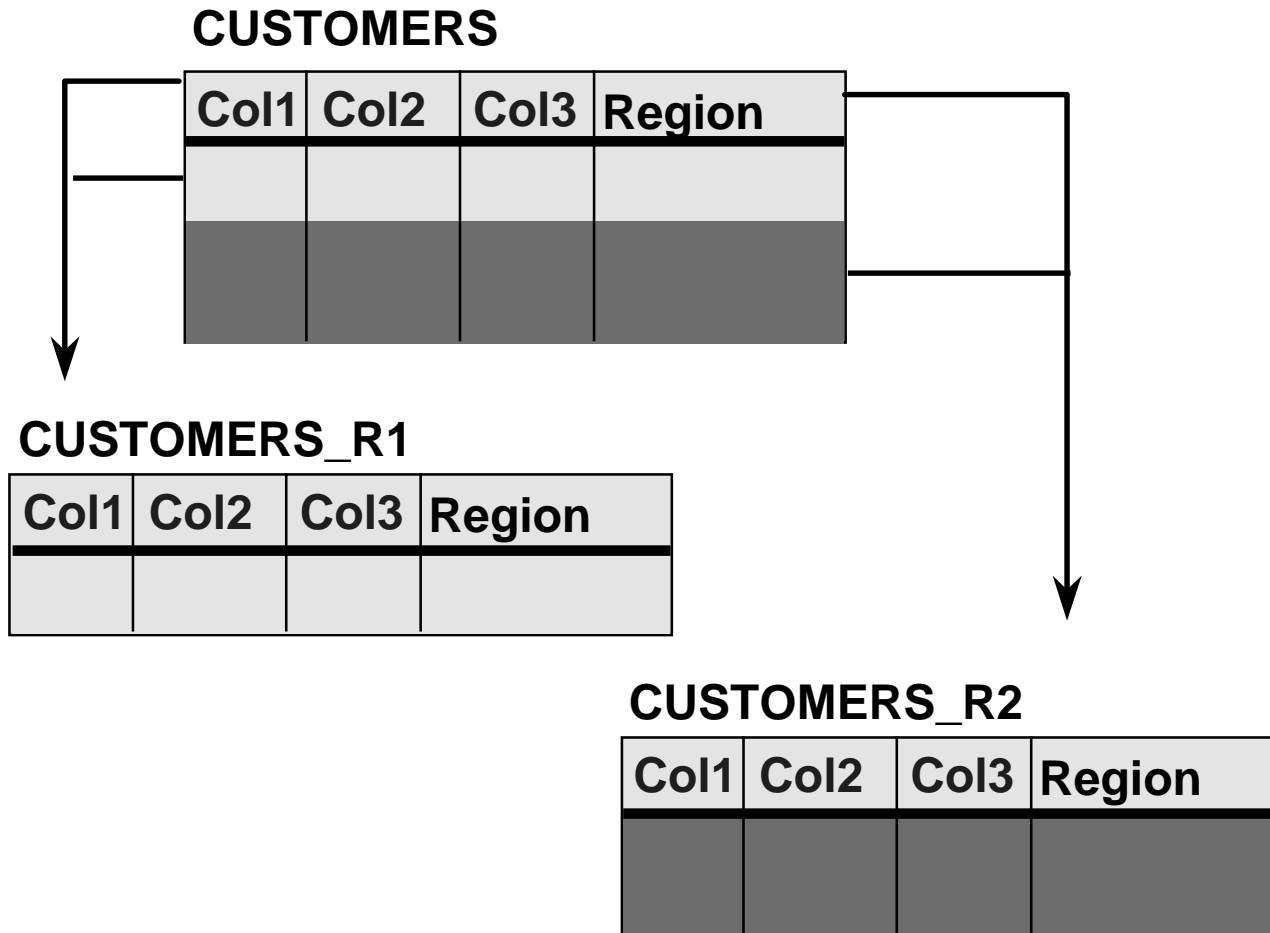 CUSTOMERS
Col1 Col2 Col3 Region
CUSTOMERS_R1
Col1 Col2 Col3 Region
CUSTOMERS_R2
Col1 Col2 Col3 Region